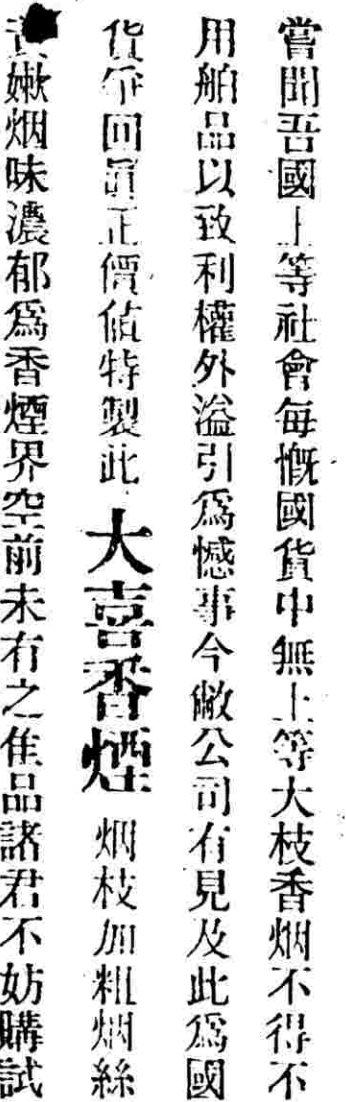 嘗聞吾國上等社會每慨國貨中無上等大枝香烟不得不
用舶品以致利權外溢引爲憾事今敝公司有見及此爲國
貨爭回眞正價値特製此大喜香煙烟枝加粗烟絲
黃嫩烟味濃郁爲香煙界空前未有之佳品諸君不妨購試